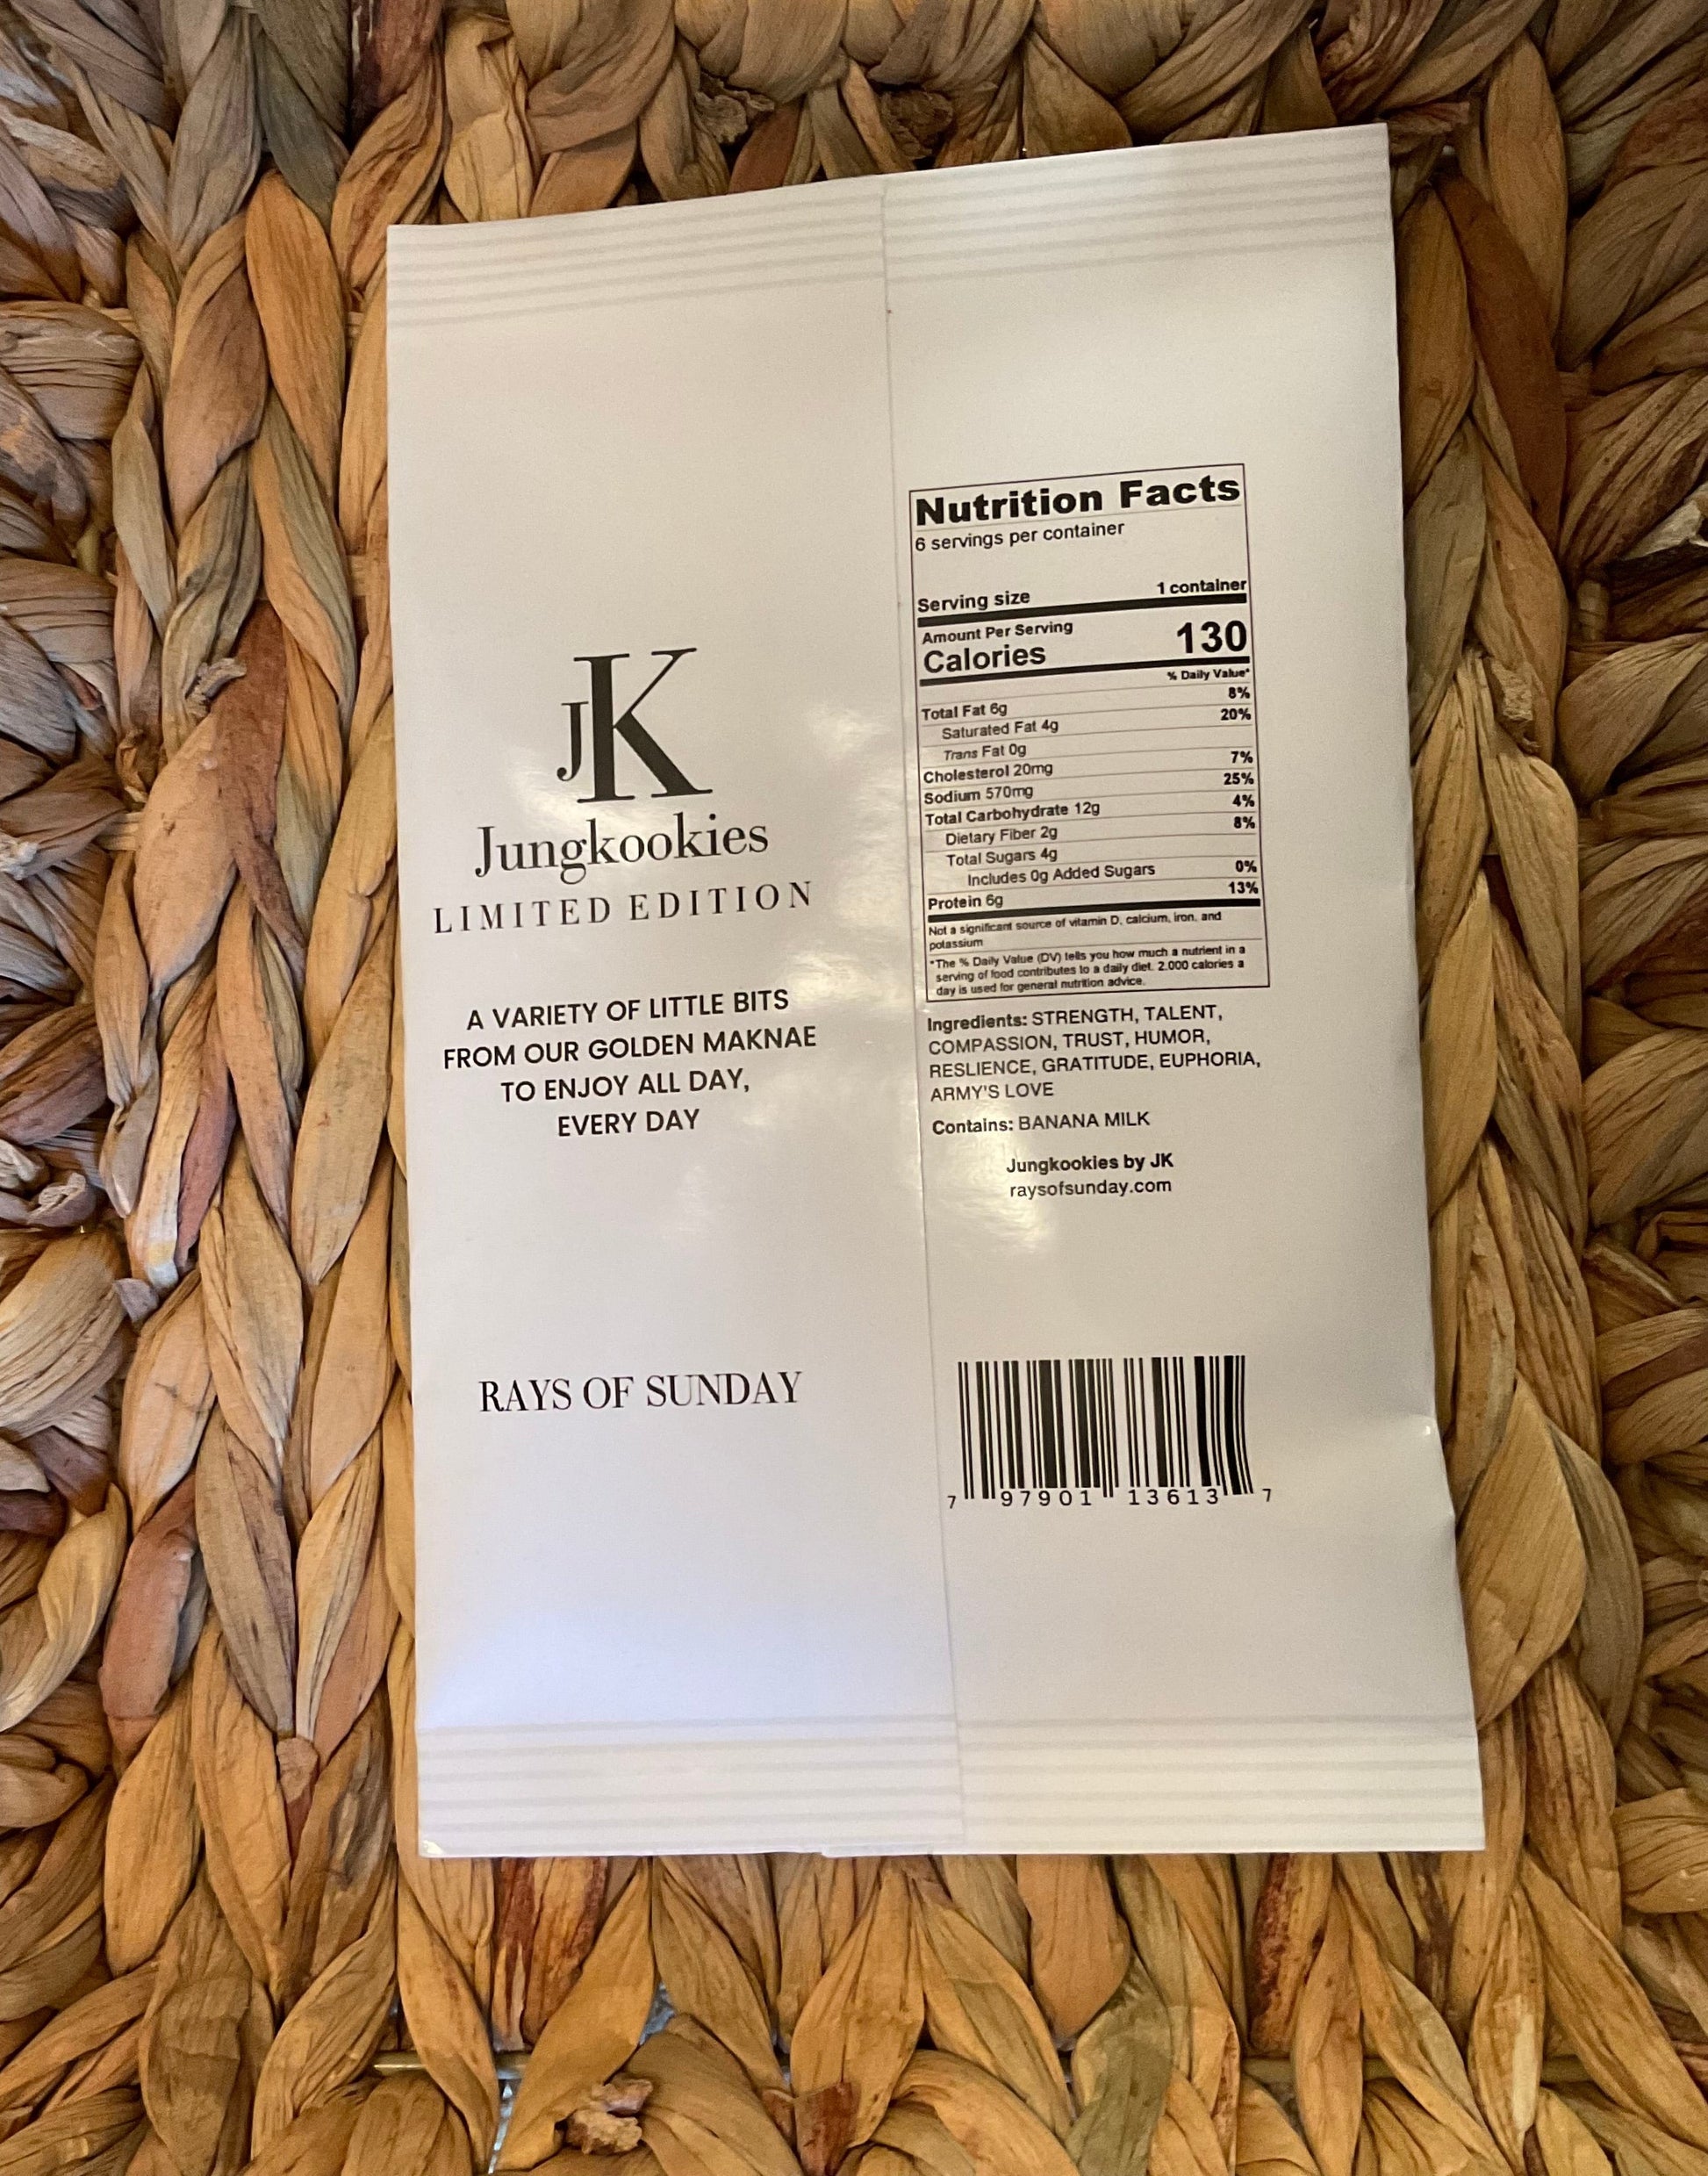 JK
Jungkookies
LIMITED EDITION
A VARIETY OF LITTLE BITS
FROM OUR GOLDEN MAKNAE
TO ENJOY ALL DAY,
EVERY DAY
RAYS OF SUNDAY
Nutrition Facts
6 servings per container
Serving size 1 container
Amount Per Serving
Calories 130
% Daily Value*
Total Fat 6g 8%
Saturated Fat 4g 20%
Trans Fat 0g
Cholesterol 20mg 7%
Sodium 570mg 25%
Total Carbohydrate 12g 4%
Dietary Fiber 2g 8%
Total Sugars 4g
Includes 0g Added Sugars 0%
Protein 6g 13%
Not a significant source of vitamin D, calcium, iron, and
potassium
*The % Daily Value (DV) tells you how much a nutrient in a
serving of food contributes to a daily diet. 2,000 calories a
day is used for general nutrition advice.
Ingredients: STRENGTH, TALENT,
COMPASSION, TRUST, HUMOR,
RESLIENCE, GRATITUDE, EUPHORIA,
ARMY'S LOVE
Contains: BANANA MILK
Jungkookies by JK
raysofsunday.com
7 97901 13613 7